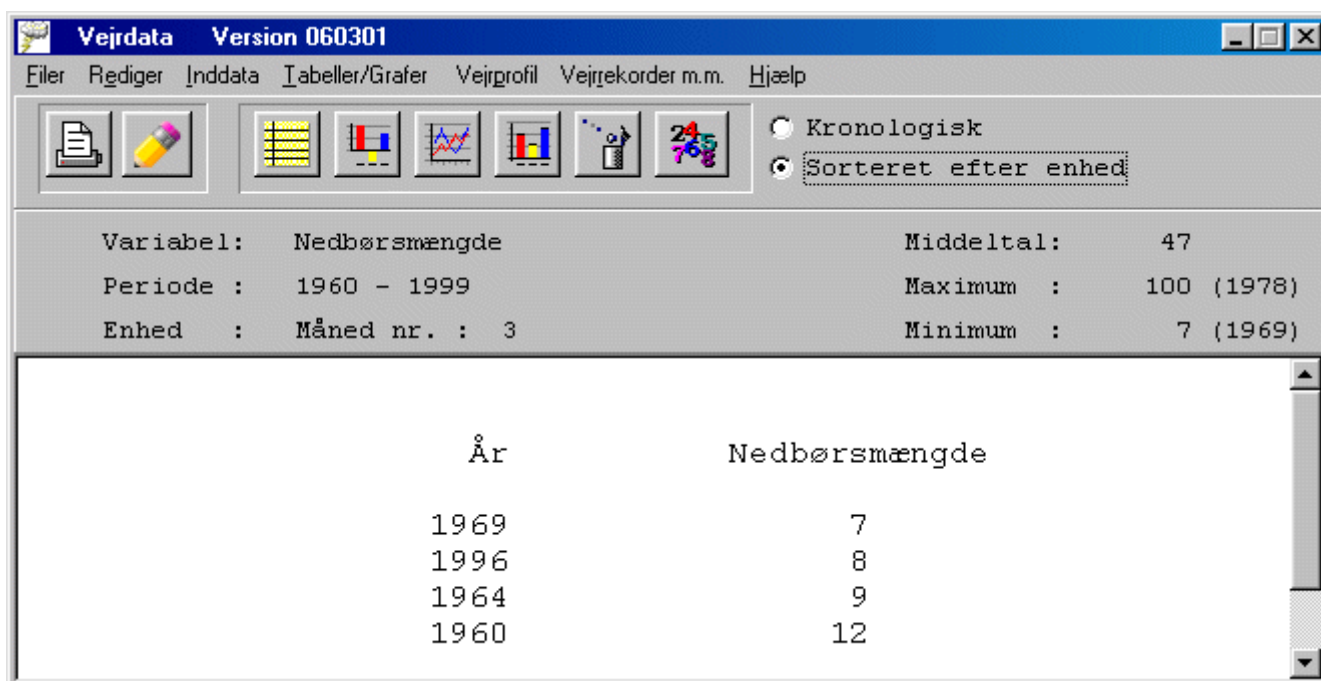 Vejrdata Version 060301
Filer Rediger Inddata Tabeller/Grafer Vejrprofil Vejrrekorder m.m. Hjælp
Kronologisk
Sorteret efter enhed
Variabel: Nedbørsmængde Middeltal: 47
Periode : 1960 - 1999 Maximum : 100 (1978)
Enhed : Måned nr. : 3 Minimum : 7 (1969)
År Nedbørsmængde
1969 7
1996 8
1964 9
1960 12